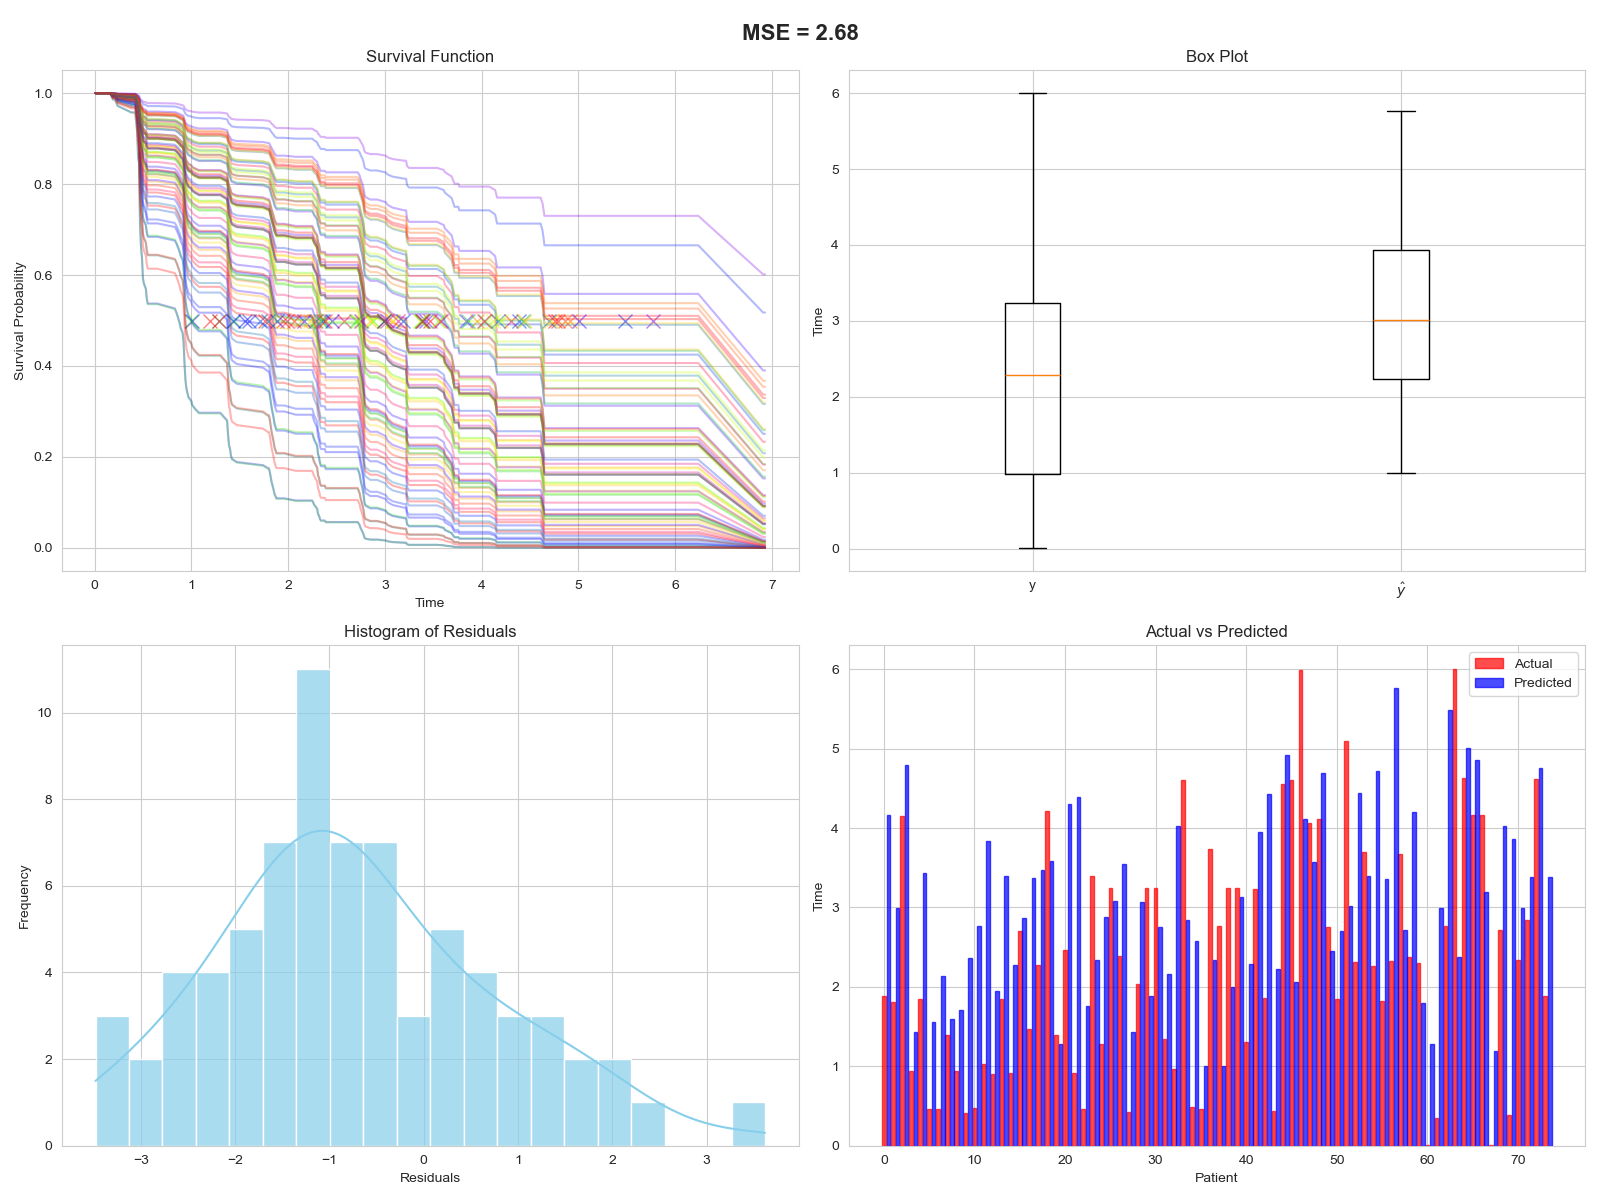 MSE = 2.68
Survival Function
Survival Probability
1.0
0.8
0.6
0.4
0.2
0.0
0 1 2 3 4 5 6 7
Time
Box Plot
Time
6
5
4
3
2
1
0
y ŷ
Histogram of Residuals
Frequency
10
8
6
4
2
0
−3 −2 −1 0 1 2 3
Residuals
Actual vs Predicted
Actual
Predicted
Time
6
5
4
3
2
1
0
0 10 20 30 40 50 60 70
Patient